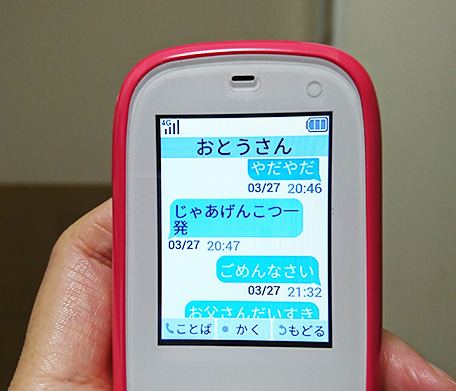 4G
おとうさん
やだやだ
03/27 20:46
じゃあげんこつ一
発
03/27 20:47
ごめんなさい
03/27 21:32
お父さんだいすき
ことば かく もどる